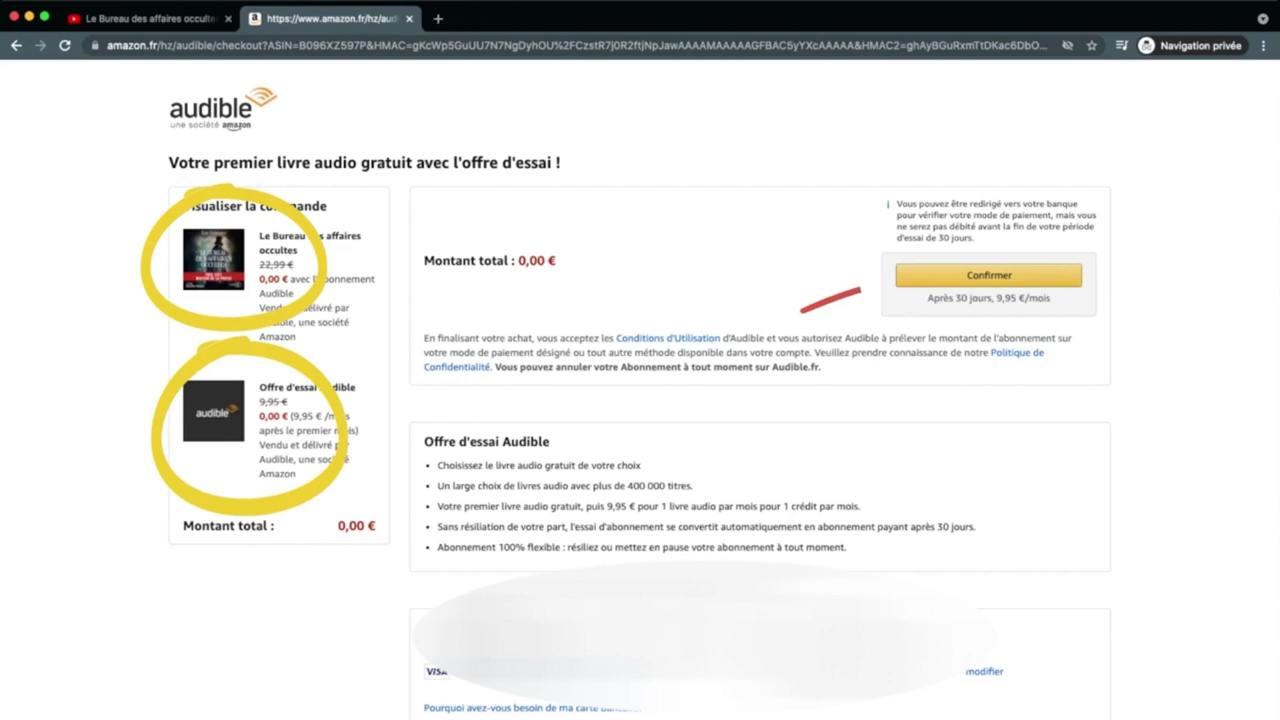 Le Bureau des affaires occulte
https://www.amazon.fr/hz/audi
amazon.fr/hz/audible/checkout?ASIN=B096XZ597P&HMAC=gKcWp5GuUU7N7NgDyhOU%2FCzstR7j0R2ftjNpJawAAAAMAAAAAGFBAC5yYXcAAAAA&HMAC2=ghAyBGuRxmTtDKac6DbO...
Navigation privée
audible
une société amazon
Votre premier livre audio gratuit avec l'offre d'essai !
Visualiser la commande
Le Bureau des affaires
occultes
22,99 €
0,00 € avec l'abonnement
Audible
Vendu et délivré par
Audible, une société
Amazon
audible
Offre d'essai Audible
9,95 €
0,00 € (9,95 € /mois
après le premier mois)
Vendu et délivré par
Audible, une société
Amazon
Montant total : 0,00 €
Montant total : 0,00 €
i Vous pouvez être redirigé vers votre banque
pour vérifier votre mode de paiement, mais vous
ne serez pas débité avant la fin de votre période
d'essai de 30 jours.
Confirmer
Après 30 jours, 9,95 €/mois
En finalisant votre achat, vous acceptez les Conditions d'Utilisation d'Audible et vous autorisez Audible à prélever le montant de l'abonnement sur
votre mode de paiement désigné ou tout autre méthode disponible dans votre compte. Veuillez prendre connaissance de notre Politique de
Confidentialité. Vous pouvez annuler votre Abonnement à tout moment sur Audible.fr.
Offre d'essai Audible
• Choisissez le livre audio gratuit de votre choix
• Un large choix de livres audio avec plus de 400 000 titres.
• Votre premier livre audio gratuit, puis 9,95 € pour 1 livre audio par mois pour 1 crédit par mois.
• Sans résiliation de votre part, l'essai d'abonnement se convertit automatiquement en abonnement payant après 30 jours.
• Abonnement 100% flexible : résiliez ou mettez en pause votre abonnement à tout moment.
VISA
modifier
Pourquoi avez-vous besoin de ma carte